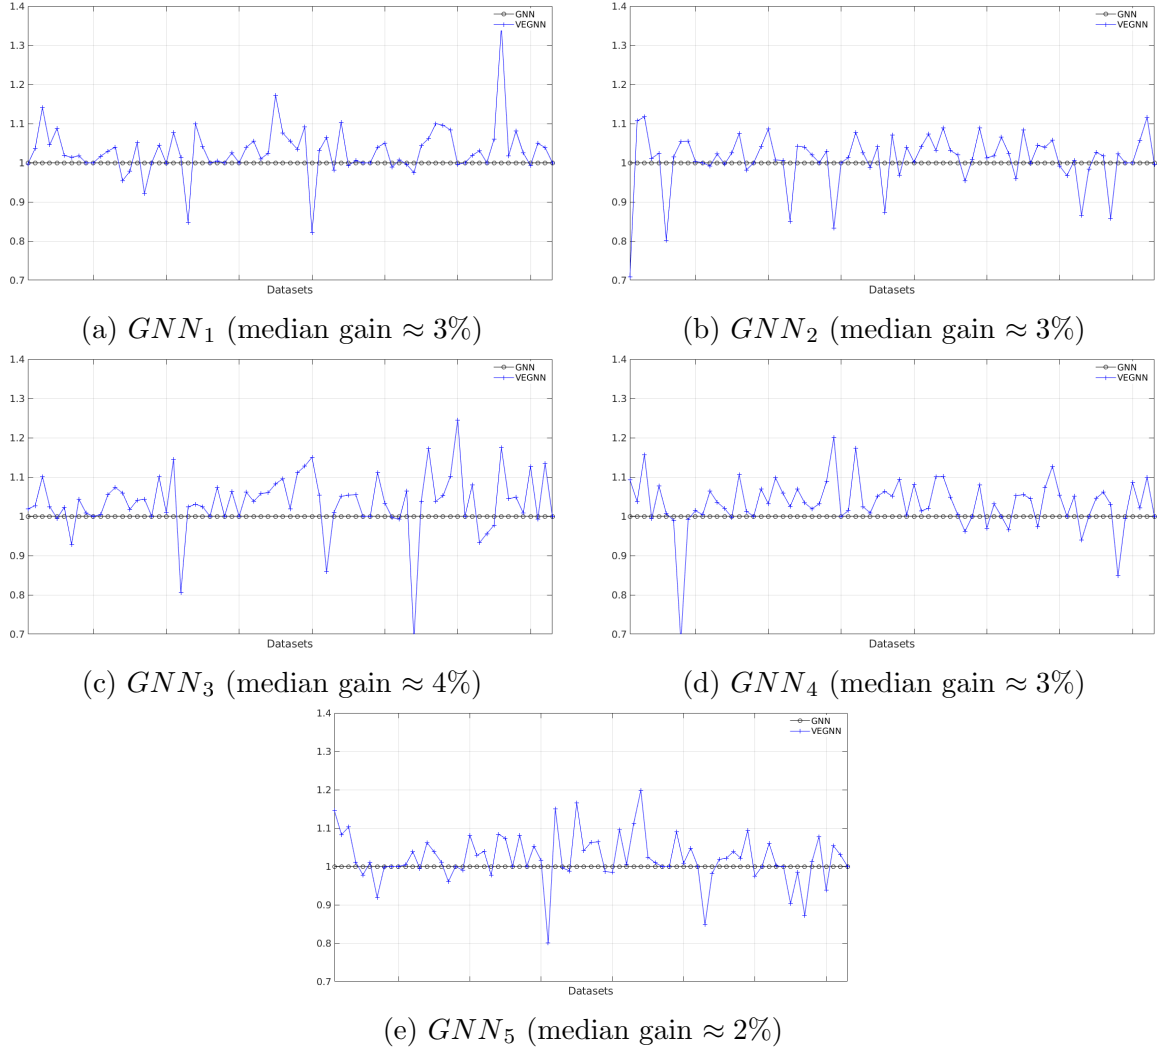 1.4
1.3
1.2
1.1
1
0.9
0.8
0.7
GNN
VEGNN
Datasets
(a) GNN₁ (median gain ≈ 3%)
1.4
1.3
1.2
1.1
1
0.9
0.8
0.7
GNN
VEGNN
Datasets
(b) GNN₂ (median gain ≈ 3%)
1.4
1.3
1.2
1.1
1
0.9
0.8
0.7
GNN
VEGNN
Datasets
(c) GNN₃ (median gain ≈ 4%)
1.4
1.3
1.2
1.1
1
0.9
0.8
0.7
GNN
VEGNN
Datasets
(d) GNN₄ (median gain ≈ 3%)
1.4
1.3
1.2
1.1
1
0.9
0.8
0.7
GNN
VEGNN
Datasets
(e) GNN₅ (median gain ≈ 2%)